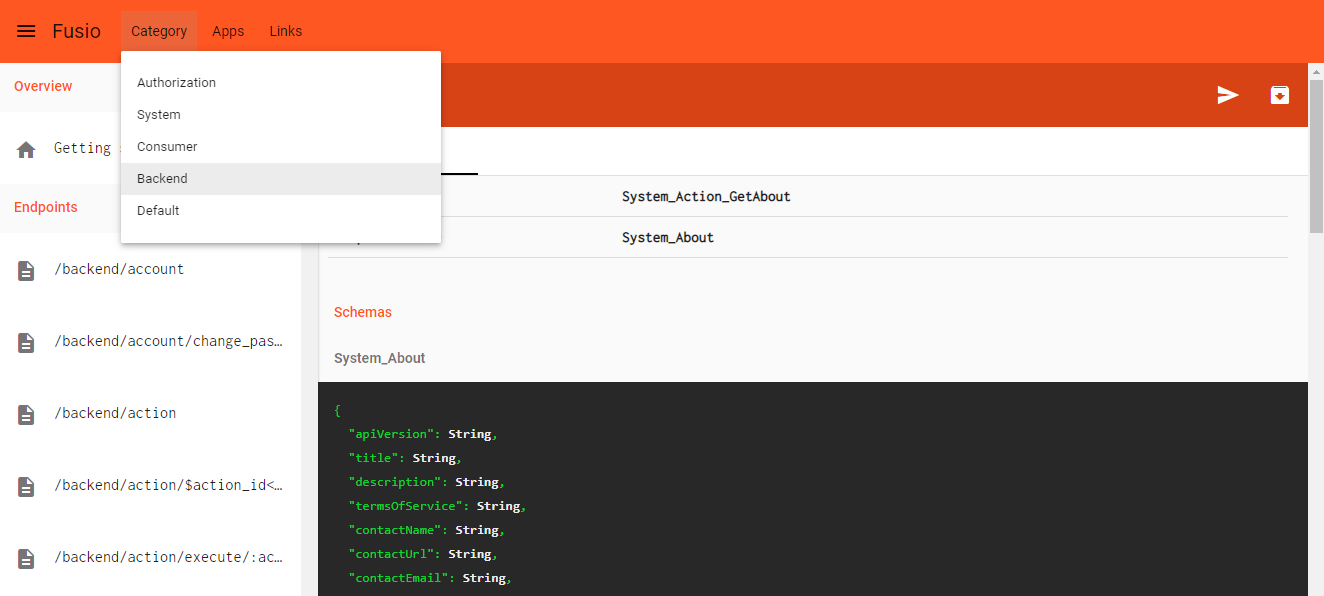 Fusio Category Apps Links
Authorization
System
Consumer
Backend
Default
Overview
Getting
Endpoints
/backend/account
/backend/account/change_pas…
/backend/action
/backend/action/$action_id<…
/backend/action/execute/:ac…
System_Action_GetAbout
System_About
Schemas
System_About
{
"apiVersion": String,
"title": String,
"description": String,
"termsOfService": String,
"contactName": String,
"contactUrl": String,
"contactEmail": String,